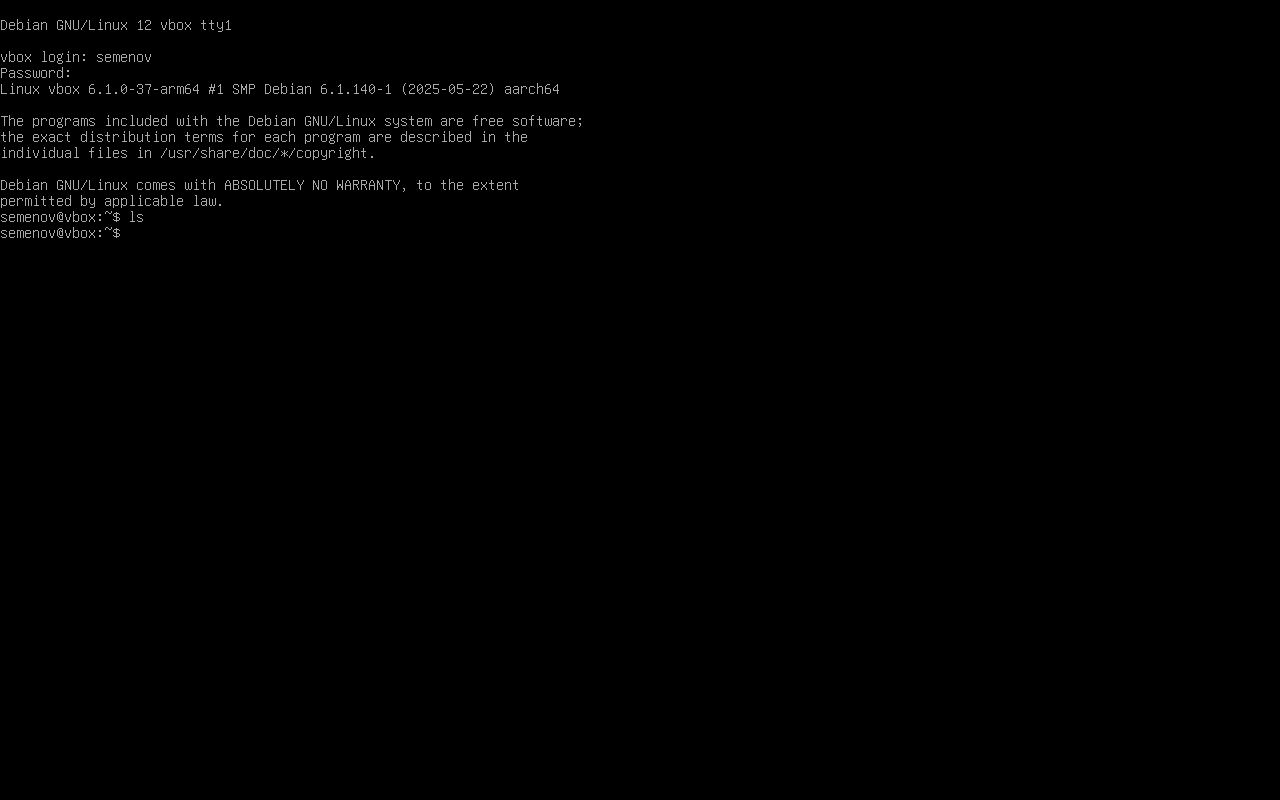 Debian GNU/Linux 12 vbox tty1
vbox login: semenov
Password:
Linux vbox 6.1.0-37-arm64 #1 SMP Debian 6.1.140-1 (2025-05-22) aarch64
The programs included with the Debian GNU/Linux system are free software;
the exact distribution terms for each program are described in the
individual files in /usr/share/doc/*/copyright.
Debian GNU/Linux comes with ABSOLUTELY NO WARRANTY, to the extent
permitted by applicable law.
semenov@vbox:~$ ls
semenov@vbox:~$